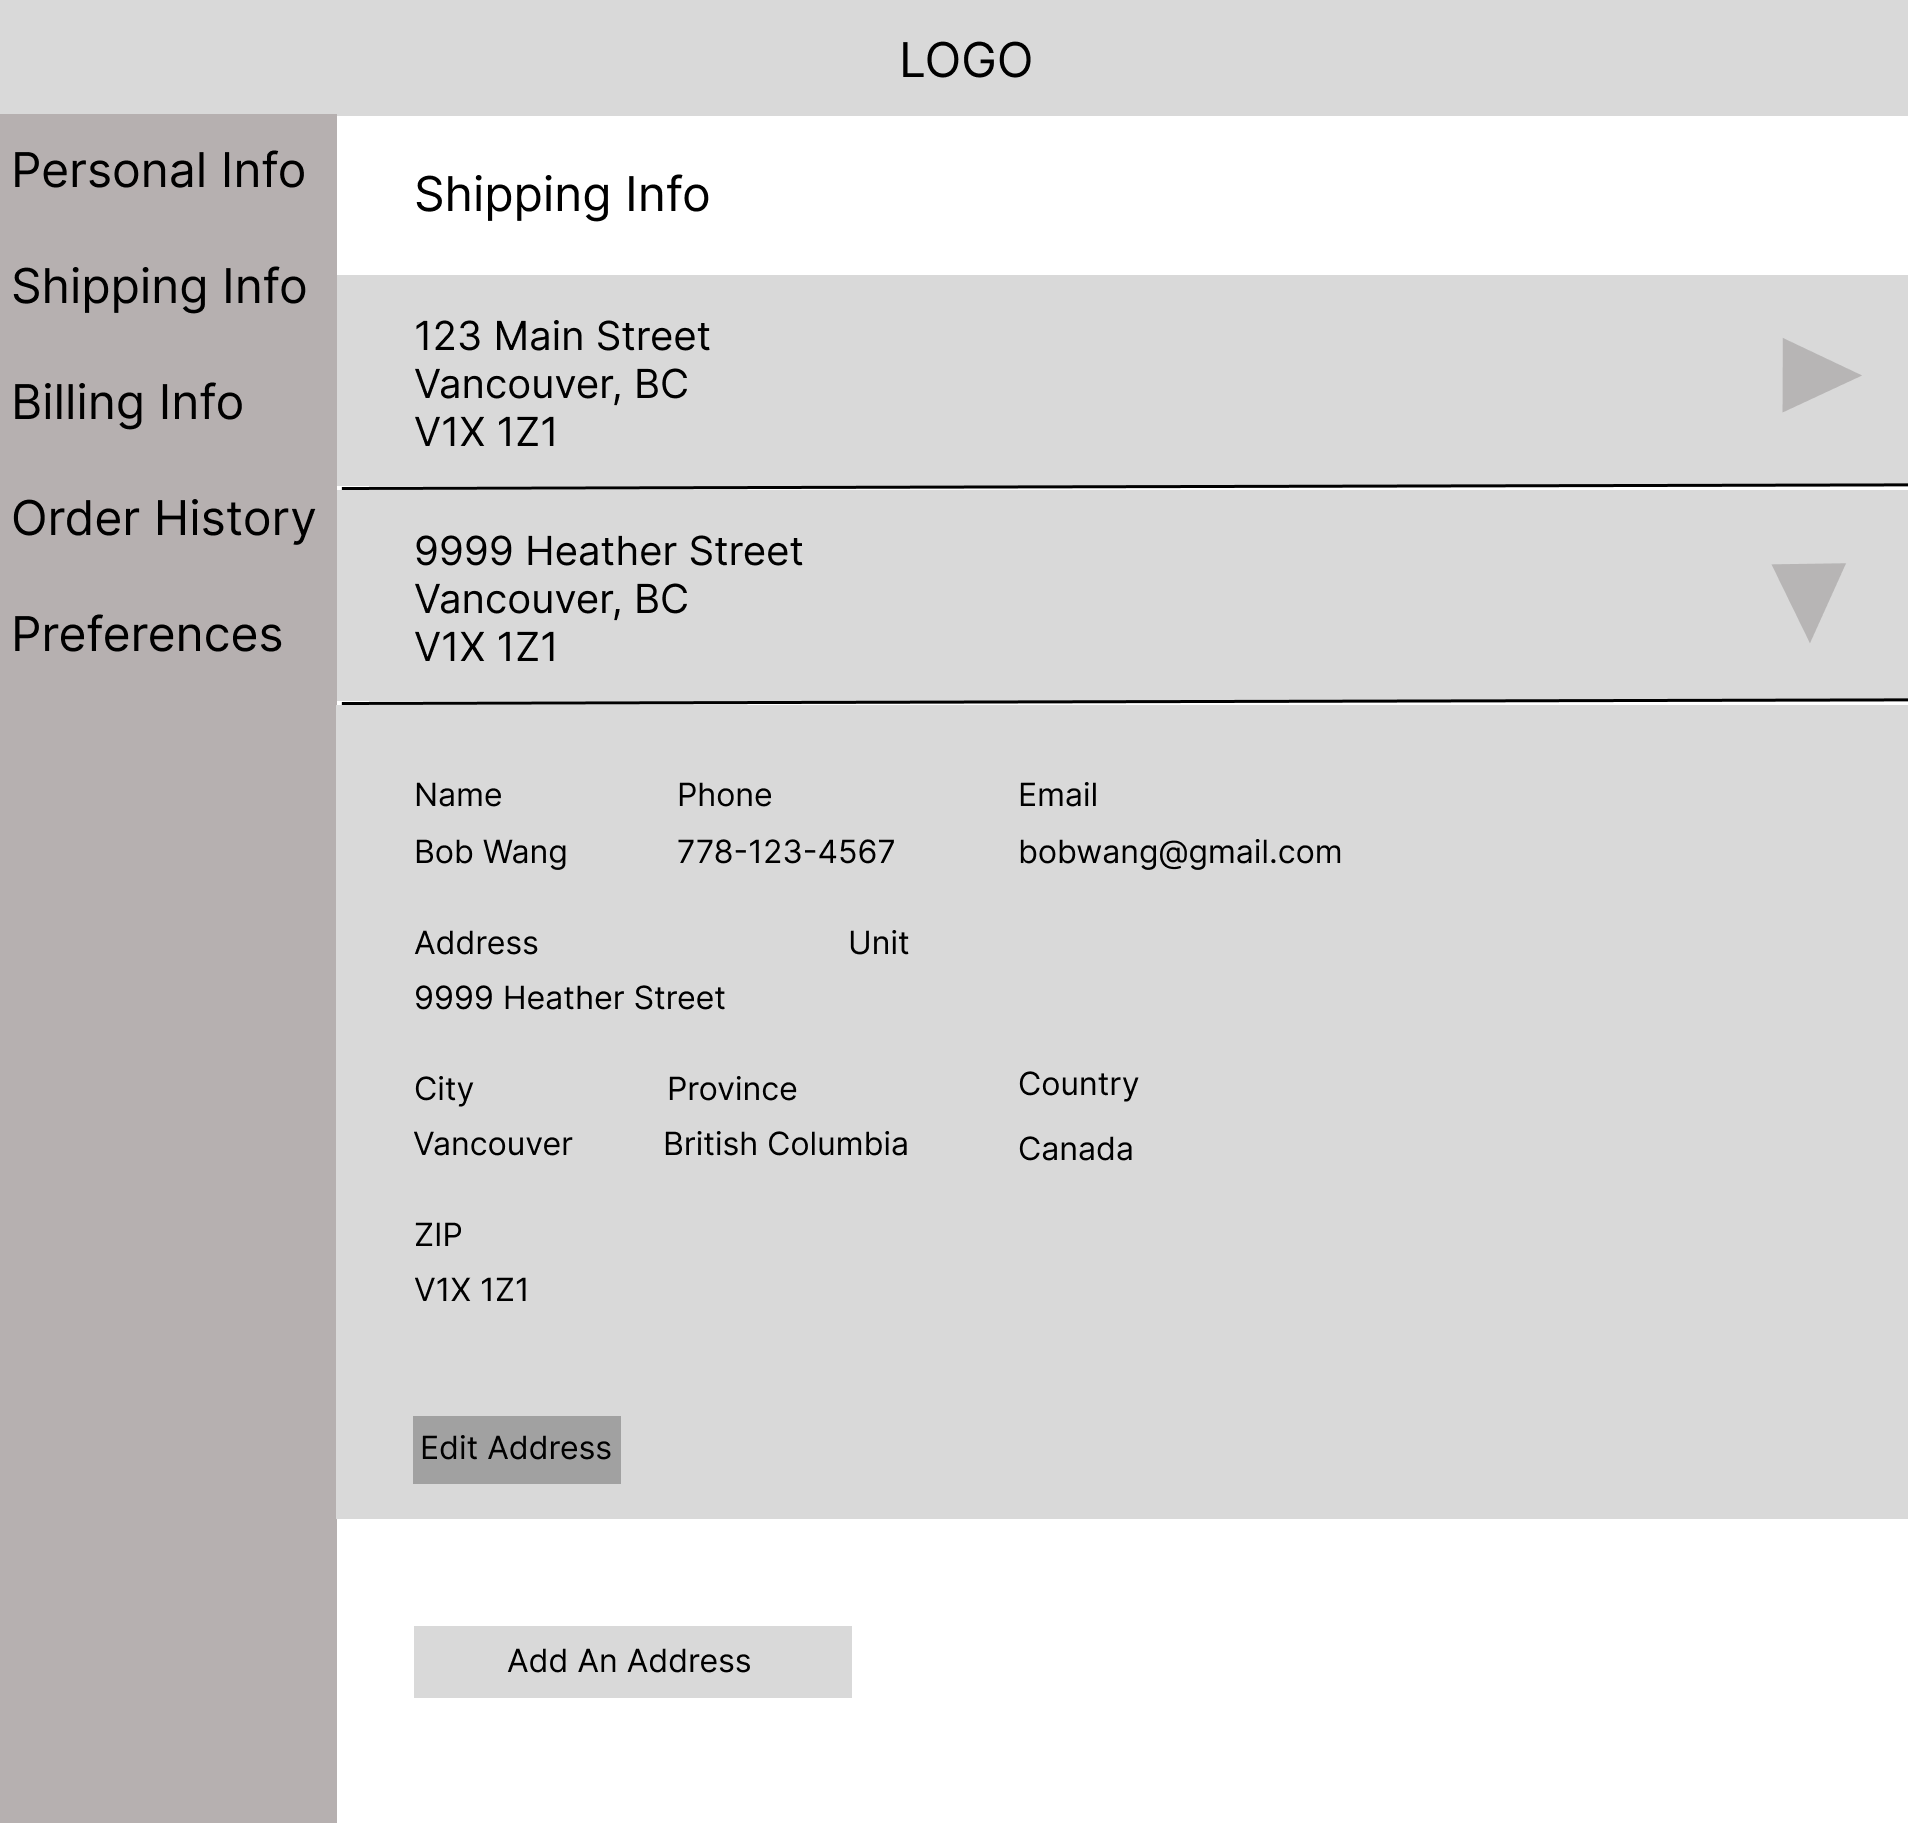 LOGO
Personal Info
Shipping Info
Billing Info
Order History
Preferences
Shipping Info
123 Main Street
Vancouver, BC
V1X 1Z1
9999 Heather Street
Vancouver, BC
V1X 1Z1
Name Phone Email
Bob Wang 778-123-4567 bobwang@gmail.com
Address Unit
9999 Heather Street
City Province Country
Vancouver British Columbia Canada
ZIP
V1X 1Z1
Edit Address
Add An Address